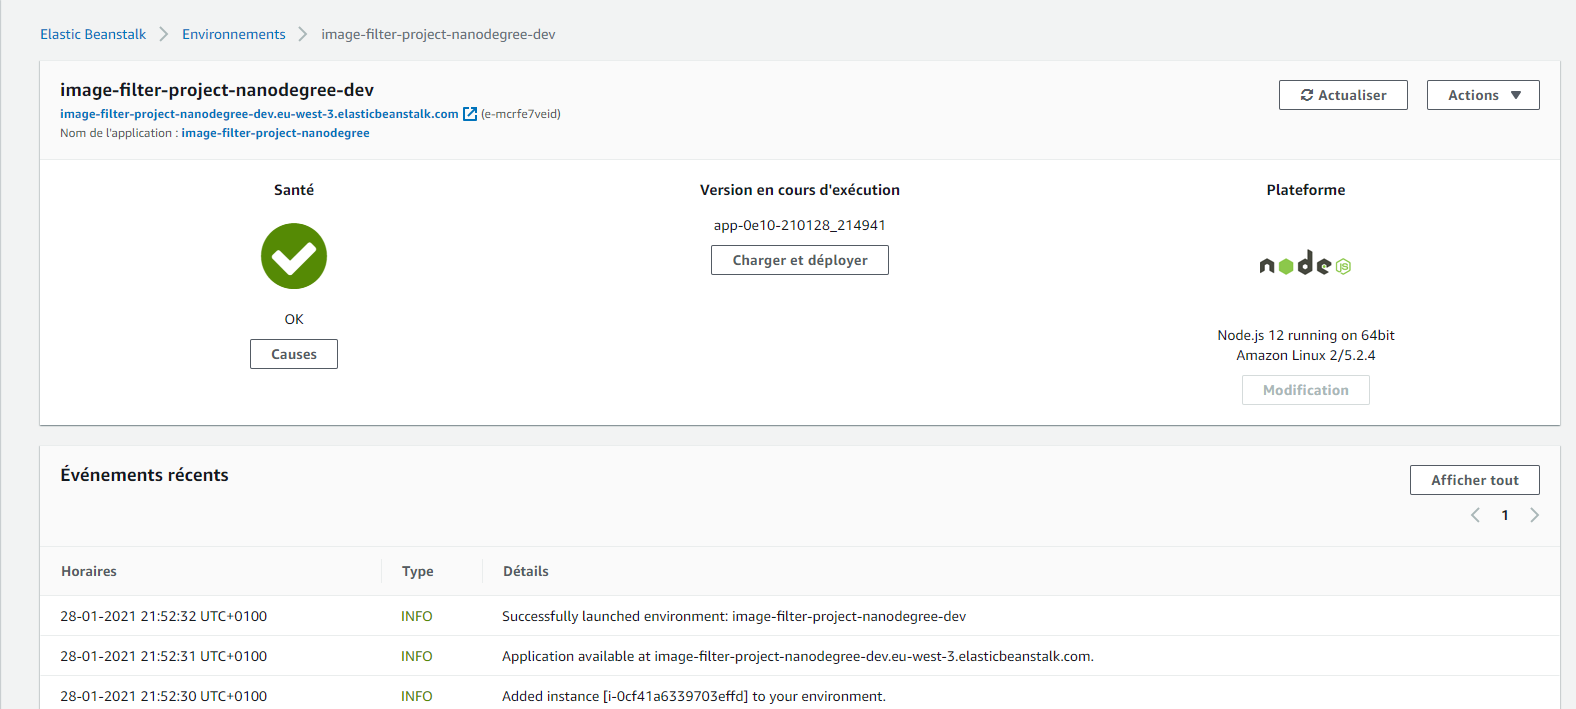 Elastic Beanstalk > Environnements > image-filter-project-nanodegree-dev
image-filter-project-nanodegree-dev
Actualiser
Actions
image-filter-project-nanodegree-dev.eu-west-3.elasticbeanstalk.com (e-mcrfe7veid)
Nom de l'application : image-filter-project-nanodegree
Santé
OK
Causes
Version en cours d'exécution
app-0e10-210128_214941
Charger et déployer
Plateforme
node JS
Node.js 12 running on 64bit
Amazon Linux 2/5.2.4
Modification
Événements récents
Afficher tout
1
Horaires Type Détails
28-01-2021 21:52:32 UTC+0100 INFO Successfully launched environment: image-filter-project-nanodegree-dev
28-01-2021 21:52:31 UTC+0100 INFO Application available at image-filter-project-nanodegree-dev.eu-west-3.elasticbeanstalk.com.
28-01-2021 21:52:30 UTC+0100 INFO Added instance [i-0cf41a6339703effd] to your environment.